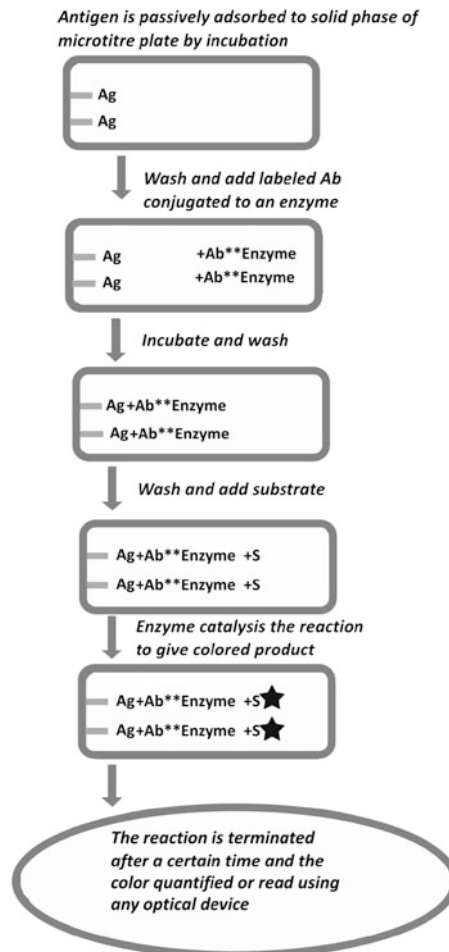 Antigen is passively adsorbed to solid phase of
microtitre plate by incubation
Ag
Ag
Wash and add labeled Ab
conjugated to an enzyme
Ag +Ab**Enzyme
Ag +Ab**Enzyme
Incubate and wash
Ag+Ab**Enzyme
Ag+Ab**Enzyme
Wash and add substrate
Ag+Ab**Enzyme +S
Ag+Ab**Enzyme +S
Enzyme catalysis the reaction
to give colored product
Ag+Ab**Enzyme +S
Ag+Ab**Enzyme +S
The reaction is terminated
after a certain time and the
color quantified or read using
any optical device